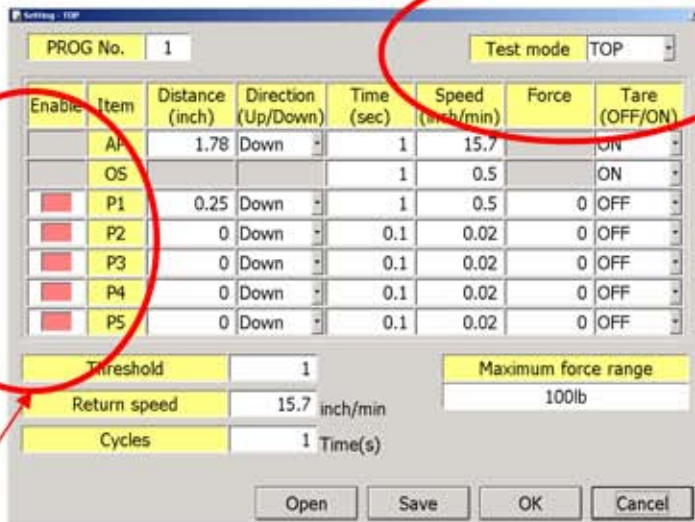 Setting - TOP
PROG No. 1 Test mode TOP
Enable Item Distance (inch) Direction (Up/Down) Time (sec) Speed (inch/min) Force Tare (OFF/ON)
AP 1.78 Down 1 15.7 ON
OS 1 0.5 ON
P1 0.25 Down 1 0.5 0 OFF
P2 0 Down 0.1 0.02 0 OFF
P3 0 Down 0.1 0.02 0 OFF
P4 0 Down 0.1 0.02 0 OFF
P5 0 Down 0.1 0.02 0 OFF
Threshold 1 Maximum force range
Return speed 15.7 inch/min 100lb
Cycles 1 Time(s)
Open Save OK Cancel